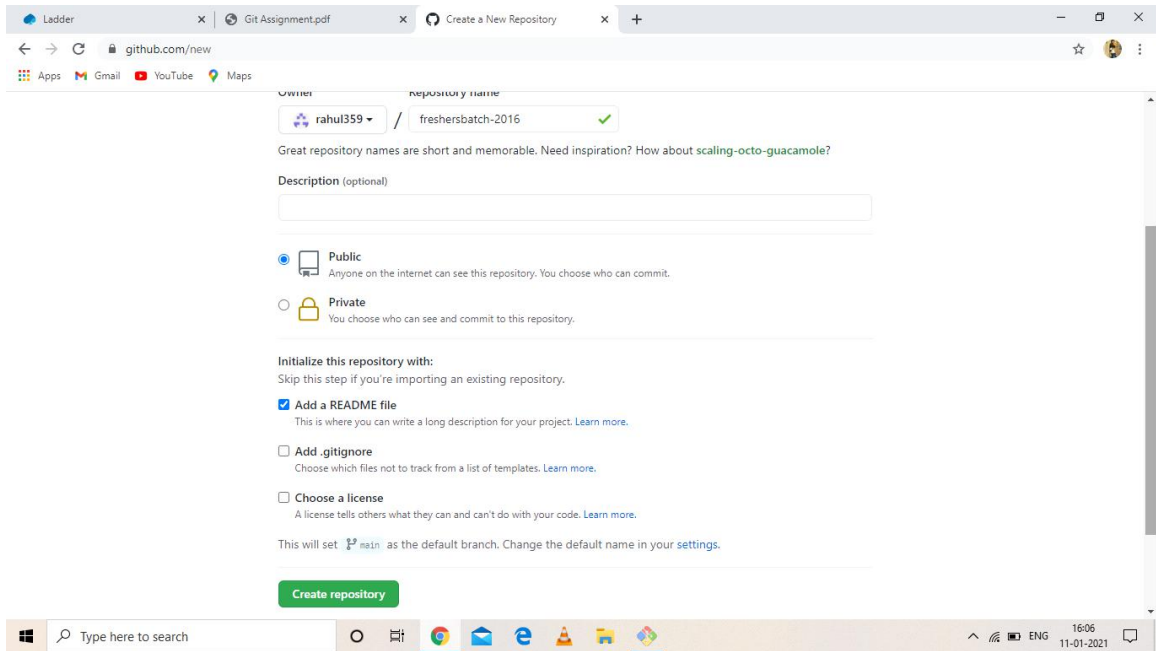 Ladder
Git Assignment.pdf
Create a New Repository
github.com/new
Apps Gmail YouTube Maps
Owner Repository name
rahul359 / freshersbatch-2016
Great repository names are short and memorable. Need inspiration? How about scaling-octo-guacamole?
Description (optional)
Public
Anyone on the internet can see this repository. You choose who can commit.
Private
You choose who can see and commit to this repository.
Initialize this repository with:
Skip this step if you're importing an existing repository.
Add a README file
This is where you can write a long description for your project. Learn more.
Add .gitignore
Choose which files not to track from a list of templates. Learn more.
Choose a license
A license tells others what they can and can't do with your code. Learn more.
This will set main as the default branch. Change the default name in your settings.
Create repository
Type here to search
ENG
16:06
11-01-2021